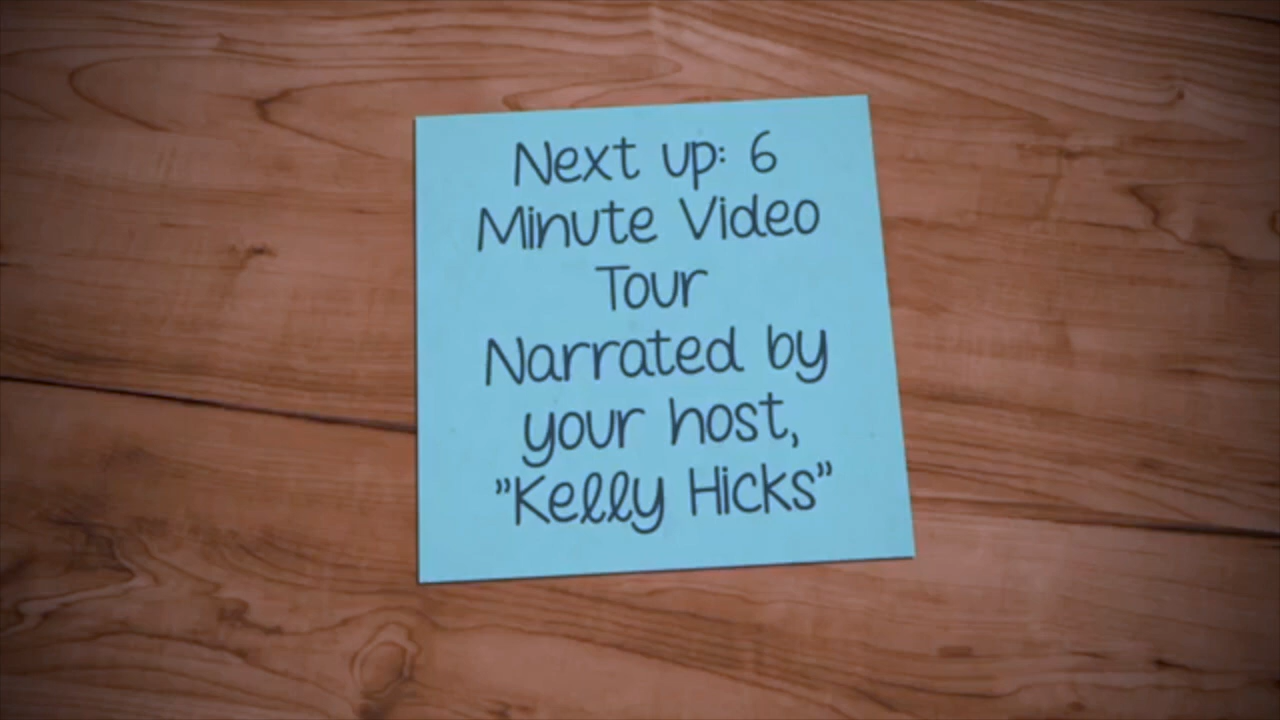 Next up: 6
Minute Video
Tour
Narrated by
your host,
”Kelly Hicks”